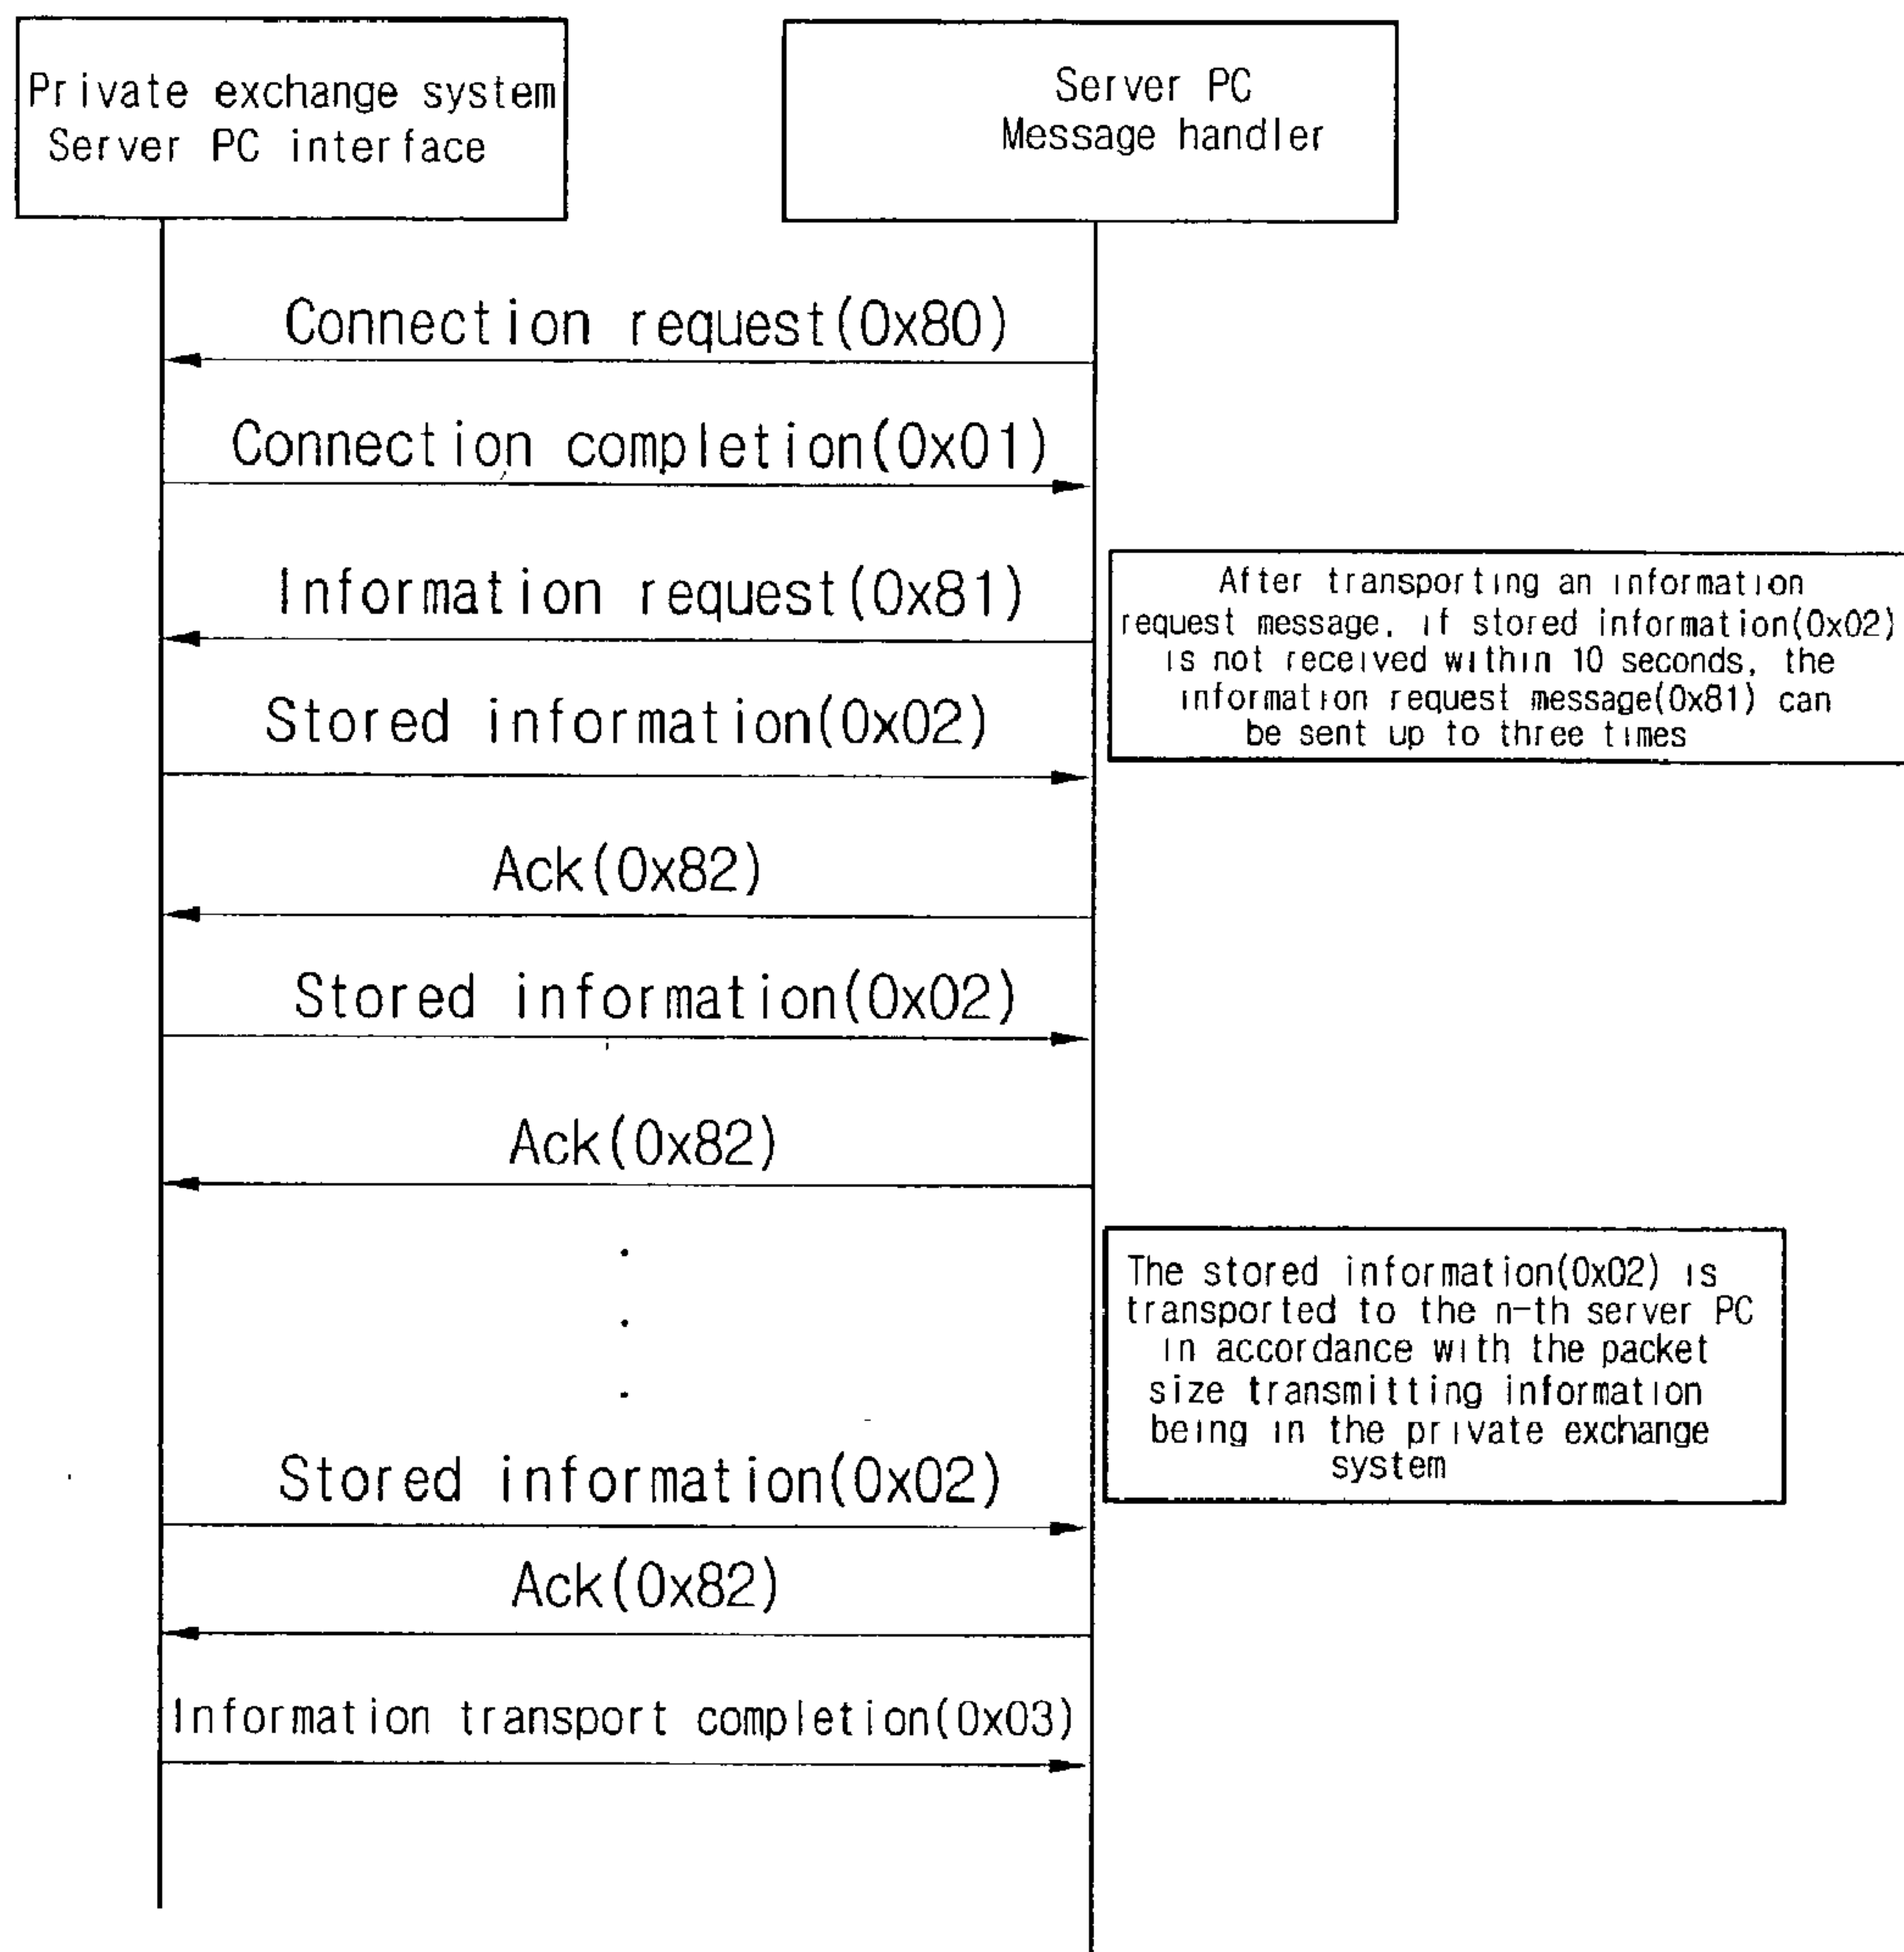 Private exchange system
Server PC interface
Server PC
Message handler
Connection request(0x80)
Connection completion(0x01)
Information request(0x81)
After transporting an information
request message, if stored information(0x02)
is not received within 10 seconds, the
information request message(0x81) can
be sent up to three times
Stored information(0x02)
Ack(0x82)
Stored information(0x02)
Ack(0x82)
The stored information(0x02) is
transported to the n-th server PC
in accordance with the packet
size transmitting information
being in the private exchange
system
Stored information(0x02)
Ack(0x82)
Information transport completion(0x03)